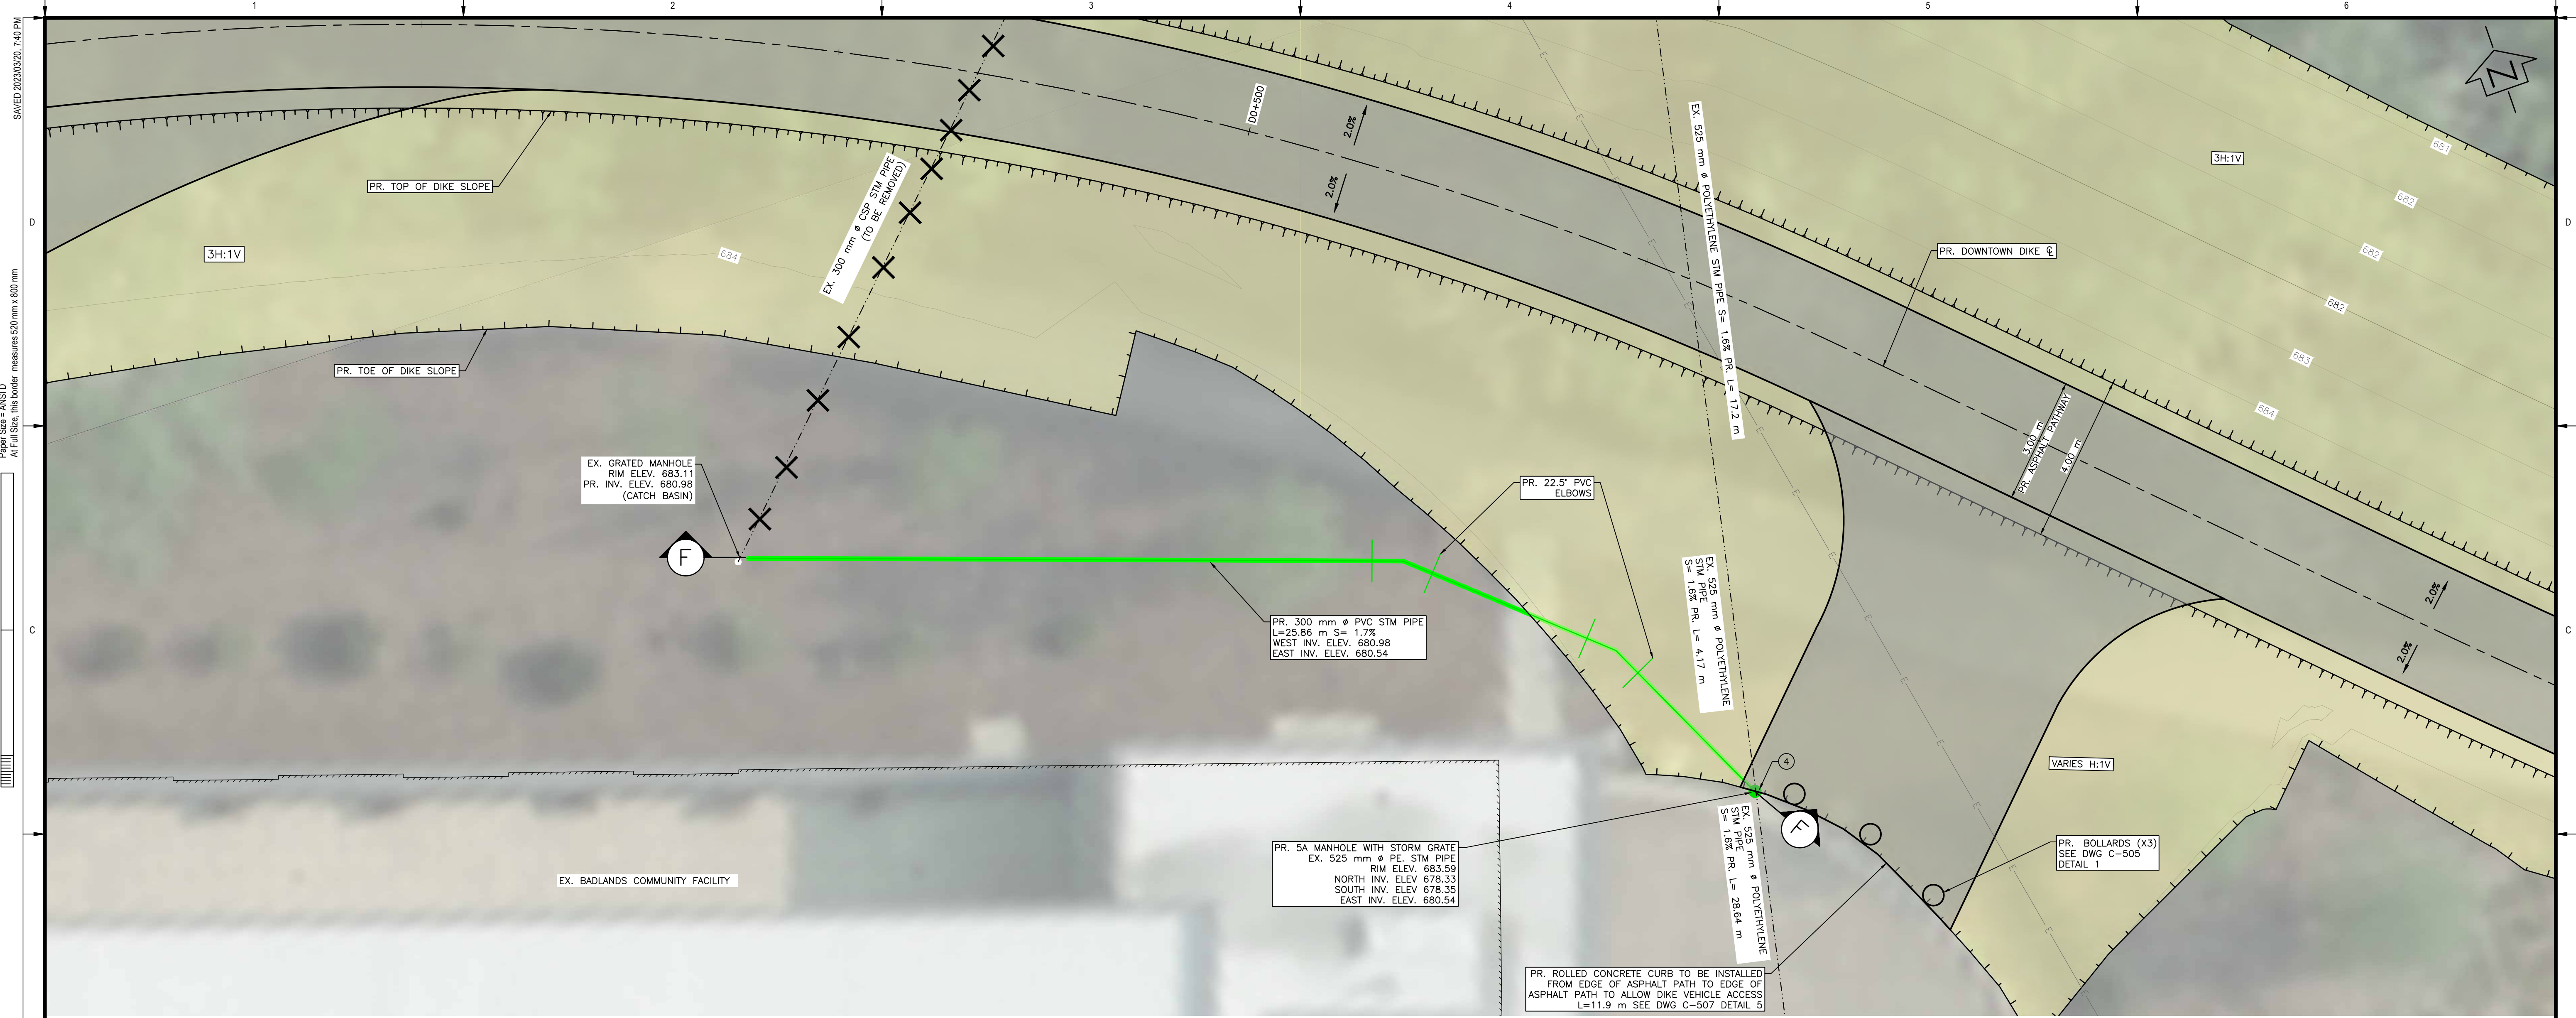 1
2
3
4
5
6
SAVED 2023/03/20, 7:40 PM
At Full Size, this border measures 520 mm x 800 mm
Paper Size = ANSI D
D
D
C
C
N
PR. TOP OF DIKE SLOPE
3H:1V
684
EX. 300 mm ø CSP STM PIPE
(TO BE REMOVED)
D0+500
2.0%
2.0%
E
E
E
E
E
E
E
E
EX. 525 mm ø POLYETHYLENE STM PIPE S= 1.6% PR. L= 17.2 m
3H:1V
681
682
682
682
683
684
PR. DOWNTOWN DIKE ℄
PR. TOE OF DIKE SLOPE
3.00 m
PR. ASPHALT PATHWAY
4.00 m
EX. GRATED MANHOLE
RIM ELEV. 683.11
PR. INV. ELEV. 680.98
(CATCH BASIN)
F
PR. 22.5° PVC
ELBOWS
PR. 300 mm ø PVC STM PIPE
L=25.86 m S= 1.7%
WEST INV. ELEV. 680.98
EAST INV. ELEV. 680.54
EX. 525 mm ø POLYETHYLENE
STM PIPE
S= 1.6% PR. L= 4.17 m
2.0%
2.0%
VARIES H:1V
4
F
EX. 525 mm ø POLYETHYLENE
STM PIPE
S= 1.6% PR. L= 28.64 m
PR. 5A MANHOLE WITH STORM GRATE
EX. 525 mm ø PE. STM PIPE
RIM ELEV. 683.59
NORTH INV. ELEV 678.33
SOUTH INV. ELEV 678.35
EAST INV. ELEV. 680.54
PR. BOLLARDS (X3)
SEE DWG C-505
DETAIL 1
EX. BADLANDS COMMUNITY FACILITY
PR. ROLLED CONCRETE CURB TO BE INSTALLED
FROM EDGE OF ASPHALT PATH TO EDGE OF
ASPHALT PATH TO ALLOW DIKE VEHICLE ACCESS
L=11.9 m SEE DWG C-507 DETAIL 5